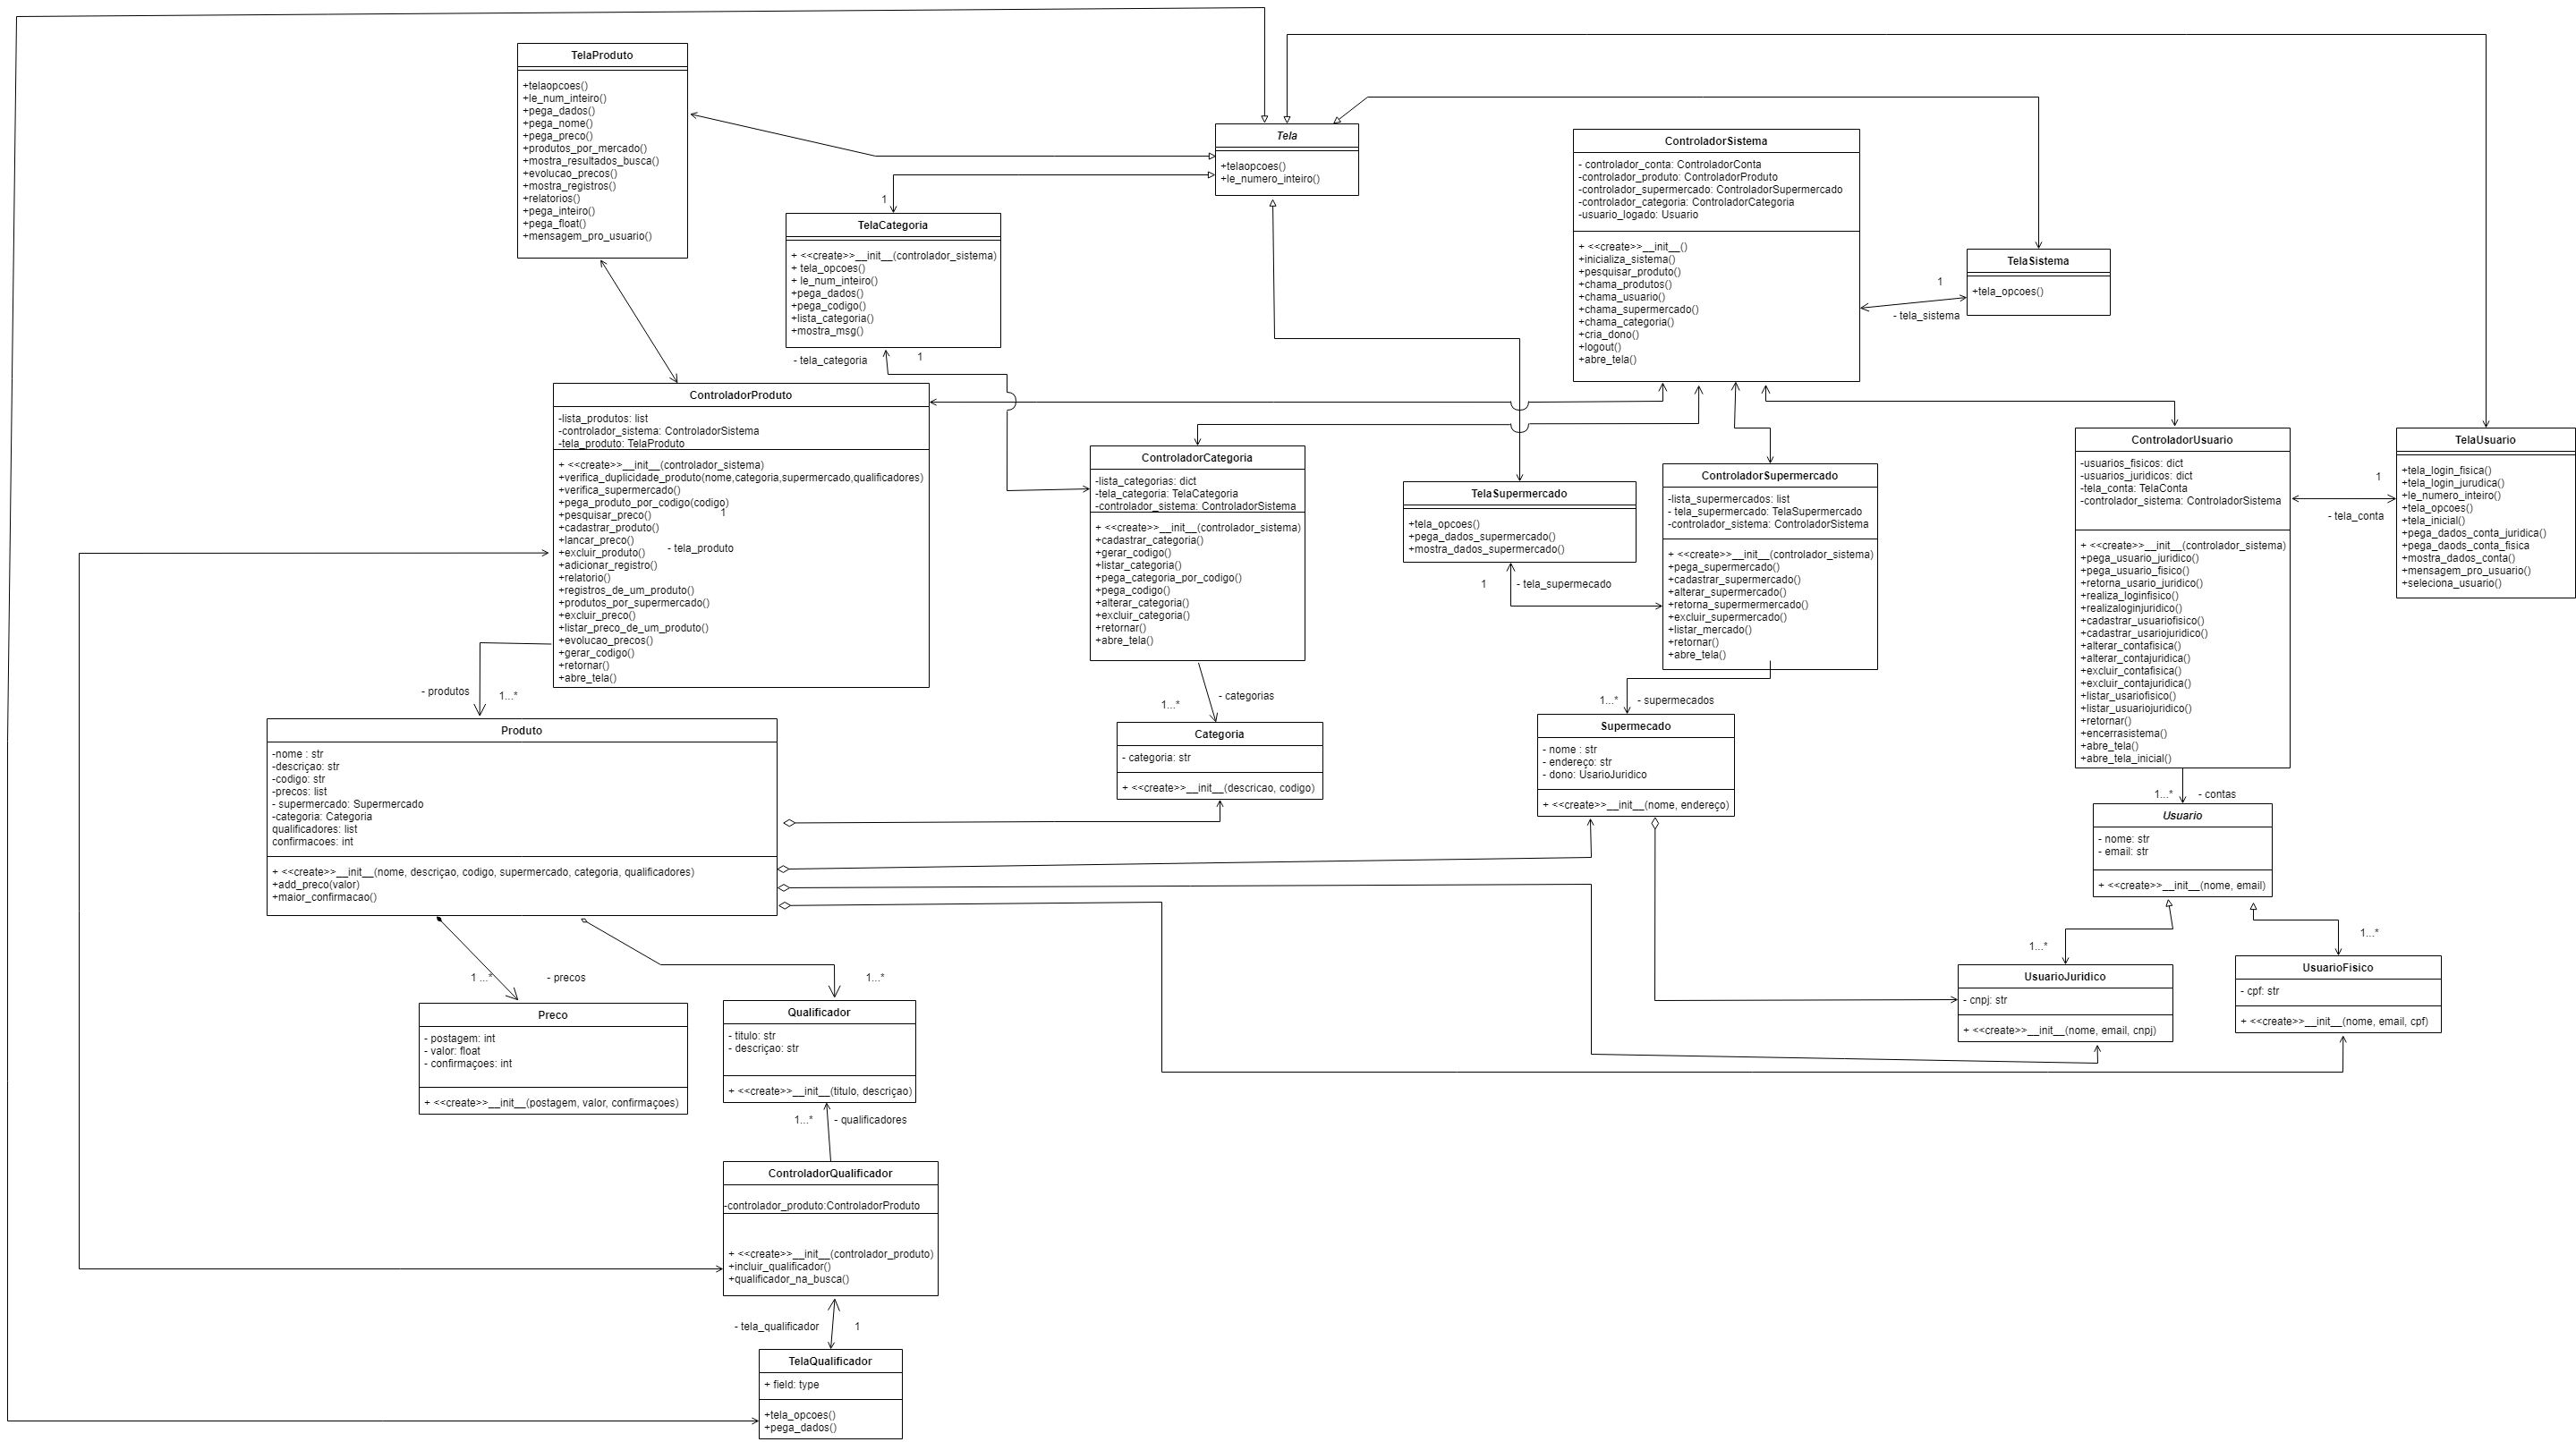 TelaProduto
+telaopcoes()
+le_num_inteiro()
+pega_dados()
+pega_nome()
+pega_preco()
+produtos_por_mercado()
+mostra_resultados_busca()
+evolucao_precos()
+mostra_registros()
+relatorios()
+pega_inteiro()
+pega_float()
+mensagem_pro_usuario()
Tela
+telaopcoes()
+le_numero_inteiro()
1
TelaCategoria
+ <<create>>__init__(controlador_sistema)
+ tela_opcoes()
+ le_num_inteiro()
+pega_dados()
+pega_codigo()
+lista_categoria()
+mostra_msg()
- tela_categoria
1
ControladorSistema
- controlador_conta: ControladorConta
-controlador_produto: ControladorProduto
-controlador_supermercado: ControladorSupermercado
-controlador_categoria: ControladorCategoria
-usuario_logado: Usuario
+ <<create>>__init__()
+inicializa_sistema()
+pesquisar_produto()
+chama_produtos()
+chama_usuario()
+chama_supermercado()
+chama_categoria()
+cria_dono()
+logout()
+abre_tela()
TelaSistema
+tela_opcoes()
1
- tela_sistema
ControladorProduto
-lista_produtos: list
-controlador_sistema: ControladorSistema
-tela_produto: TelaProduto
+ <<create>>__init__(controlador_sistema)
+verifica_duplicidade_produto(nome,categoria,supermercado,qualificadores)
+verifica_supermercado()
+pega_produto_por_codigo(codigo)
+pesquisar_preco()
1
+cadastrar_produto()
+lancar_preco()
+excluir_produto()
- tela_produto
+adicionar_registro()
+relatorio()
+registros_de_um_produto()
+produtos_por_supermercado()
+excluir_preco()
+listar_preco_de_um_produto()
+evolucao_precos()
+gerar_codigo()
+retornar()
+abre_tela()
ControladorCategoria
-lista_categorias: dict
-tela_categoria: TelaCategoria
-controlador_sistema: ControladorSistema
+ <<create>>__init__(controlador_sistema)
+cadastrar_categoria()
+gerar_codigo()
+listar_categoria()
+pega_categoria_por_codigo()
+pega_codigo()
+alterar_categoria()
+excluir_categoria()
+retornar()
+abre_tela()
TelaSupermercado
+tela_opcoes()
+pega_dados_supermercado()
+mostra_dados_supermercado()
1
- tela_supermecado
ControladorSupermercado
-lista_supermercados: list
- tela_supermercado: TelaSupermercado
-controlador_sistema: ControladorSistema
+ <<create>>__init__(controlador_sistema)
+pega_supermercado()
+cadastrar_supermercado()
+alterar_supermercado()
+retorna_supermermercado()
+excluir_supermercado()
+listar_mercado()
+retornar()
+abre_tela()
ControladorUsuario
-usuarios_fisicos: dict
-usuarios_juridicos: dict
-tela_conta: TelaConta
-controlador_sistema: ControladorSistema
+ <<create>>__init__(controlador_sistema)
+pega_usuario_juridico()
+pega_usuario_fisico()
+retorna_usario_juridico()
+realiza_loginfisico()
+realizaloginjuridico()
+cadastrar_usuariofisico()
+cadastrar_usariojuridico()
+alterar_contafisica()
+alterar_contajuridica()
+excluir_contafisica()
+excluir_contajuridica()
+listar_usariofisico()
+listar_usuariojuridico()
+retornar()
+encerrasistema()
+abre_tela()
+abre_tela_inicial()
1
- tela_conta
TelaUsuario
+tela_login_fisica()
+tela_login_jurudica()
+le_numero_inteiro()
+tela_opcoes()
+tela_inicial()
+pega_dados_conta_juridica()
+pega_daods_conta_fisica
+mostra_dados_conta()
+mensagem_pro_usuario()
+seleciona_usuario()
- produtos
1...*
Produto
-nome : str
-descriçao: str
-codigo: str
-precos: list
- supermercado: Supermercado
-categoria: Categoria
qualificadores: list
confirmacoes: int
+ <<create>>__init__(nome, descriçao, codigo, supermercado, categoria, qualificadores)
+add_preco(valor)
+maior_confirmacao()
1...*
- categorias
Categoria
- categoria: str
+ <<create>>__init__(descricao, codigo)
1...*
- supermecados
Supermecado
- nome : str
- endereço: str
- dono: UsarioJuridico
+ <<create>>__init__(nome, endereço)
1...*
- contas
Usuario
- nome: str
- email: str
+ <<create>>__init__(nome, email)
1...*
1...*
UsuarioJuridico
- cnpj: str
+ <<create>>__init__(nome, email, cnpj)
UsuarioFisico
- cpf: str
+ <<create>>__init__(nome, email, cpf)
1 ...*
- precos
1...*
Preco
- postagem: int
- valor: float
- confirmaçoes: int
+ <<create>>__init__(postagem, valor, confirmaçoes)
Qualificador
- titulo: str
- descriçao: str
+ <<create>>__init__(titulo, descriçao)
1...*
- qualificadores
ControladorQualificador
-controlador_produto:ControladorProduto
+ <<create>>__init__(controlador_produto)
+incluir_qualificador()
+qualificador_na_busca()
- tela_qualificador
1
TelaQualificador
+ field: type
+tela_opcoes()
+pega_dados()